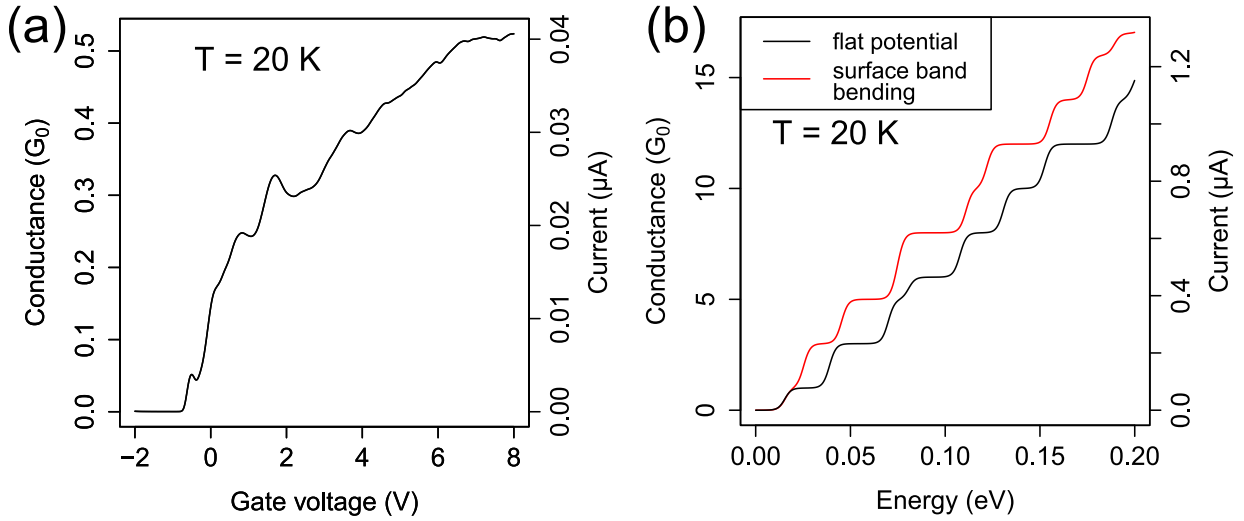 (a)
T = 20 K
Conductance (G₀)
0.0
0.1
0.2
0.3
0.4
0.5
Current (µA)
0.00
0.01
0.02
0.03
0.04
−2
0
2
4
6
8
Gate voltage (V)
(b)
flat potential
surface band
bending
T = 20 K
Conductance (G₀)
0
5
10
15
Current (µA)
0.0
0.4
0.8
1.2
0.00
0.05
0.10
0.15
0.20
Energy (eV)